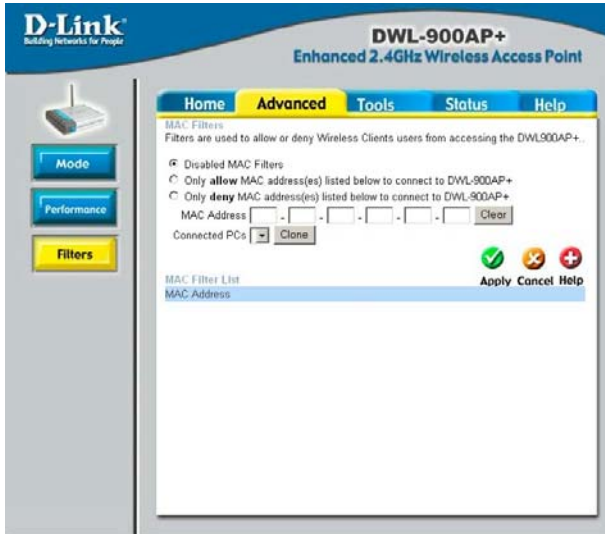 D-Link
Building Networks for People
DWL-900AP+
Enhanced 2.4GHz Wireless Access Point
Home Advanced Tools Status Help
Mode
Performance
Filters
MAC Filters
Filters are used to allow or deny Wireless Clients users from accessing the DWL900AP+..
Disabled MAC Filters
Only allow MAC address(es) listed below to connect to DWL-900AP+
Only deny MAC address(es) listed below to connect to DWL-900AP+
MAC Address - - - - - Clear
Connected PCs Clone
Apply Cancel Help
MAC Filter List
MAC Address